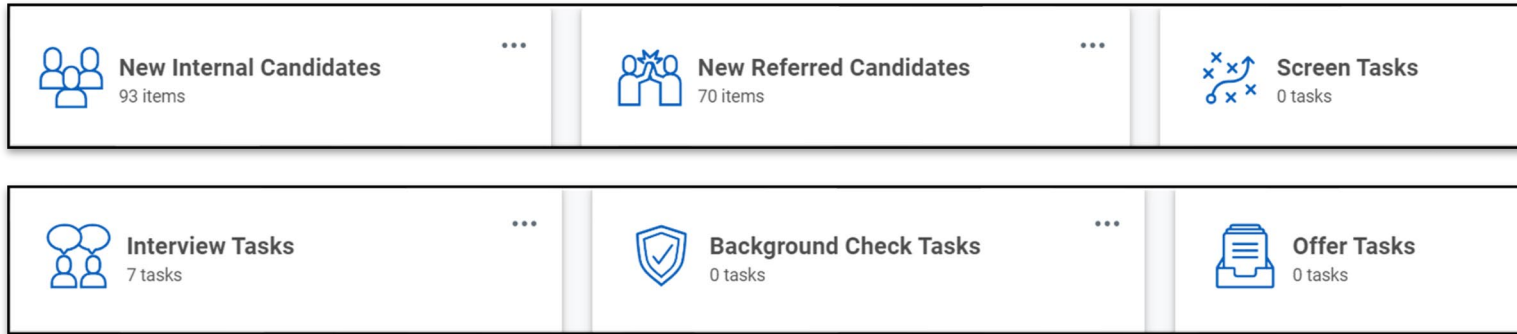 New Internal Candidates
93 items
New Referred Candidates
70 items
Screen Tasks
0 tasks
Interview Tasks
7 tasks
Background Check Tasks
0 tasks
Offer Tasks
0 tasks